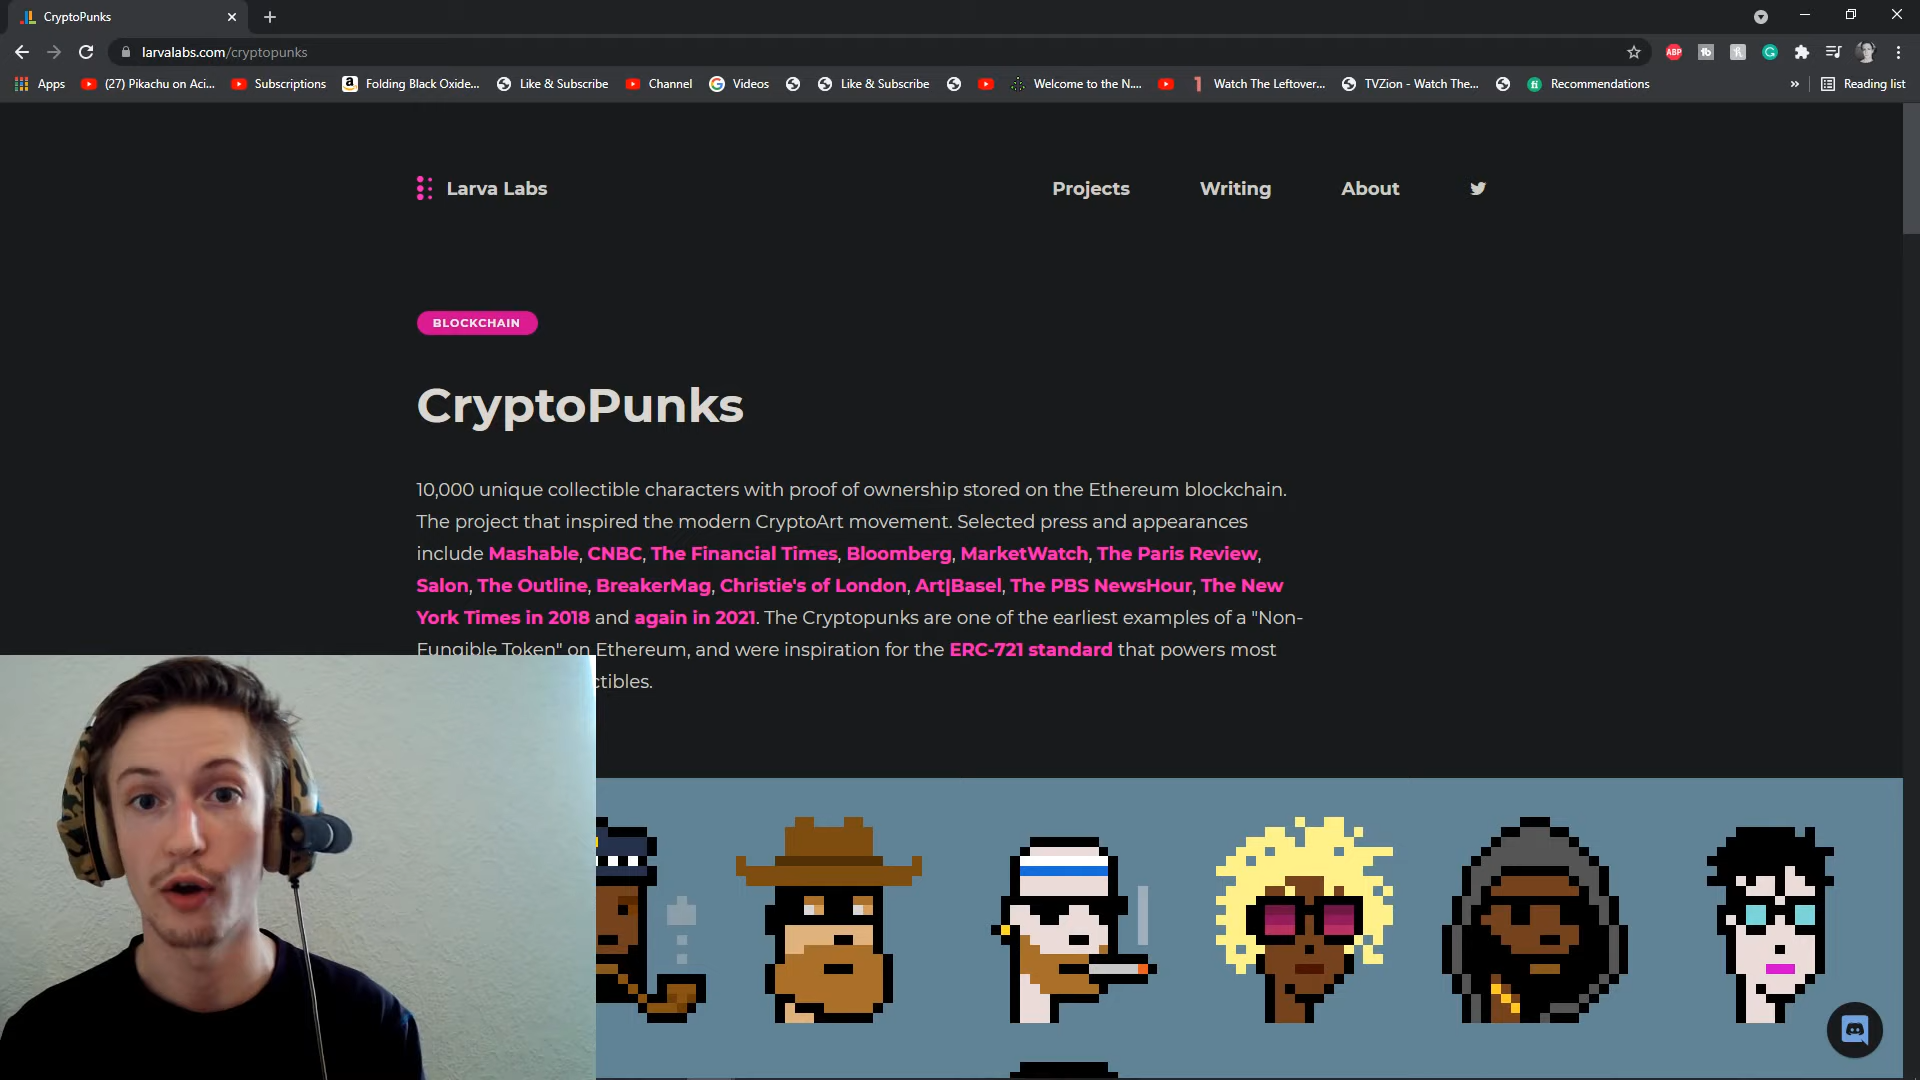 CryptoPunks
larvalabs.com/cryptopunks
ABP
Apps (27) Pikachu on Aci... Subscriptions Folding Black Oxide... Like & Subscribe Channel Videos Like & Subscribe Welcome to the N.... Watch The Leftover... TVZion - Watch The... Recommendations » Reading list
Larva Labs Projects Writing About
BLOCKCHAIN
CryptoPunks
10,000 unique collectible characters with proof of ownership stored on the Ethereum blockchain.
The project that inspired the modern CryptoArt movement. Selected press and appearances
include Mashable, CNBC, The Financial Times, Bloomberg, MarketWatch, The Paris Review,
Salon, The Outline, BreakerMag, Christie's of London, Art|Basel, The PBS NewsHour, The New
York Times in 2018 and again in 2021. The Cryptopunks are one of the earliest examples of a "Non-
Fungible Token" on Ethereum, and were inspiration for the ERC-721 standard that powers most
ctibles.